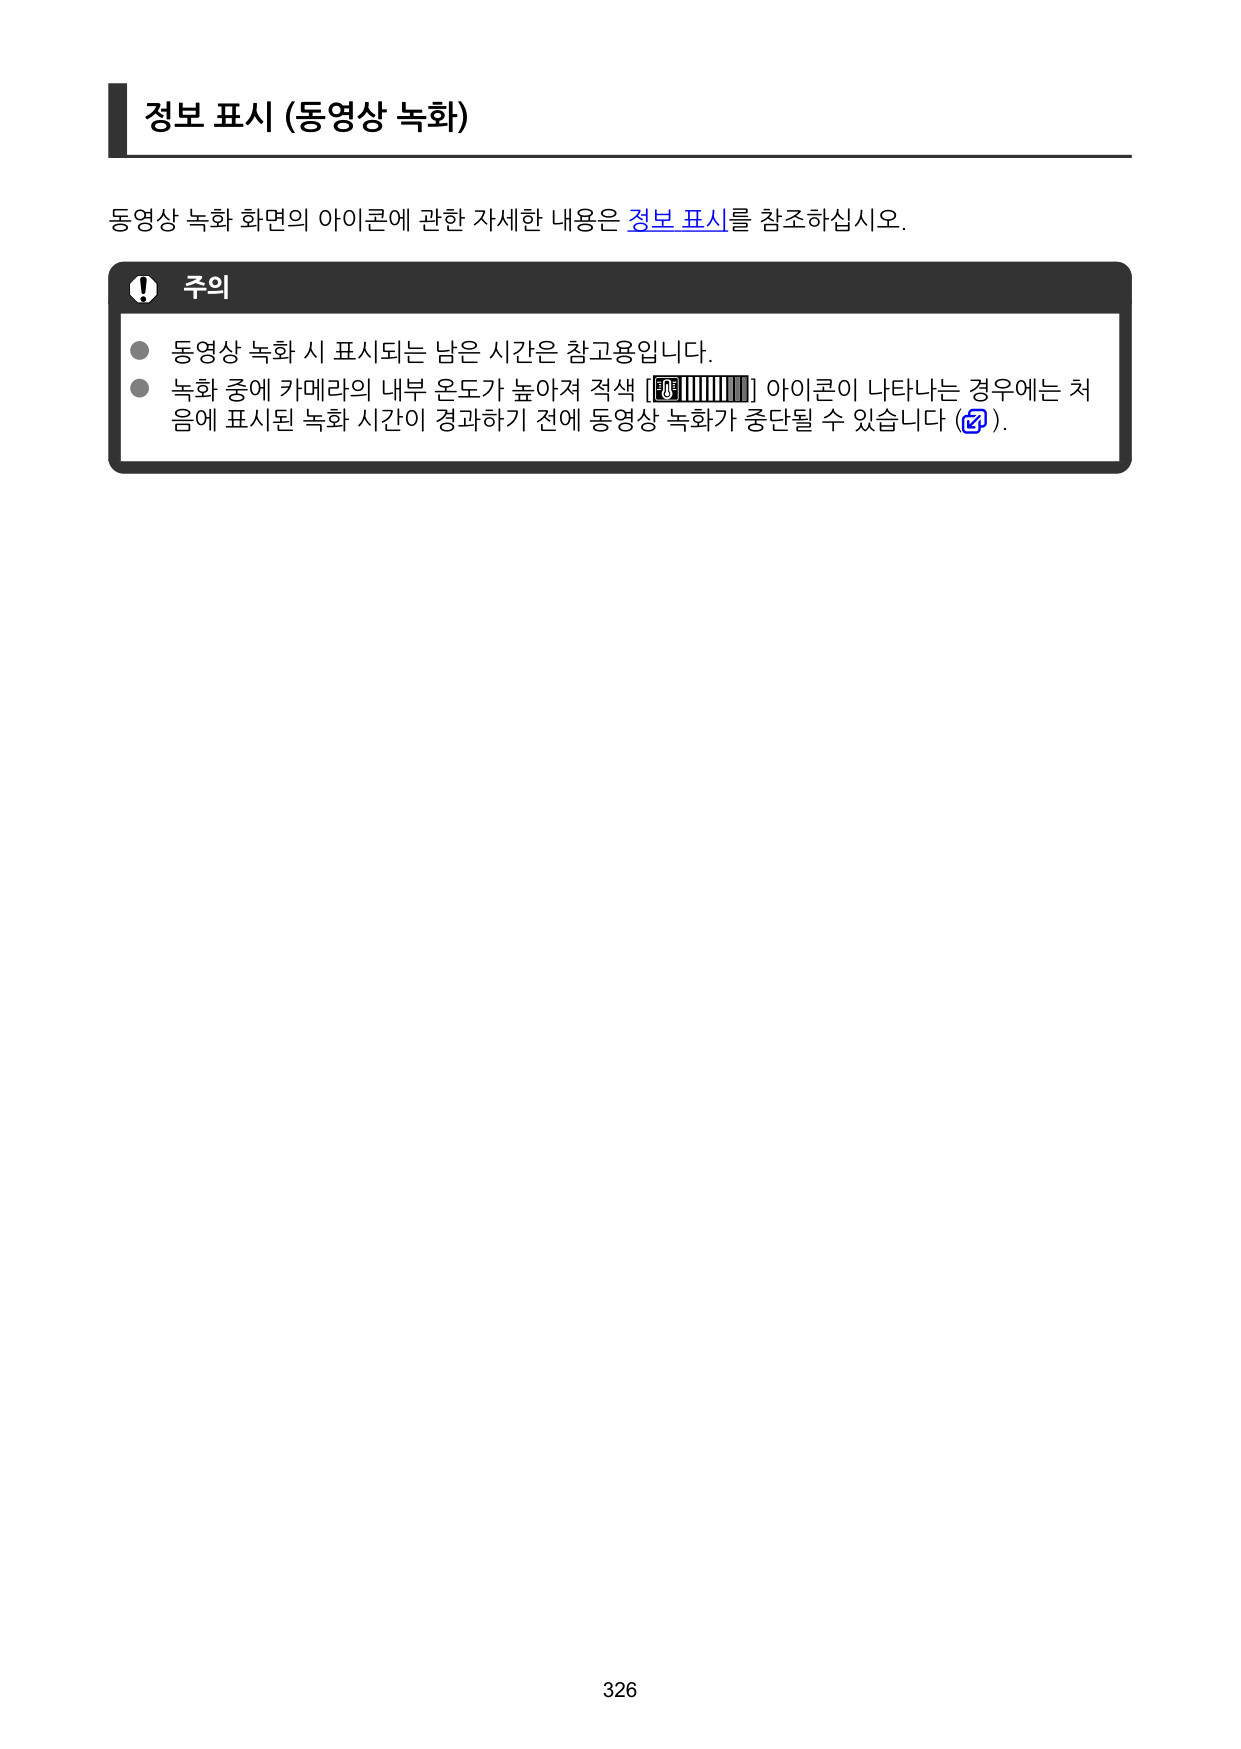 정보 표시 (동영상 녹화)
동영상 녹화 화면의 아이콘에 관한 자세한 내용은 정보 표시를 참조하십시오.
주의
동영상 녹화 시 표시되는 남은 시간은 참고용입니다.
녹화 중에 카메라의 내부 온도가 높아져 적색 [] 아이콘이 나타나는 경우에는 처
음에 표시된 녹화 시간이 경과하기 전에 동영상 녹화가 중단될 수 있습니다 ().
326